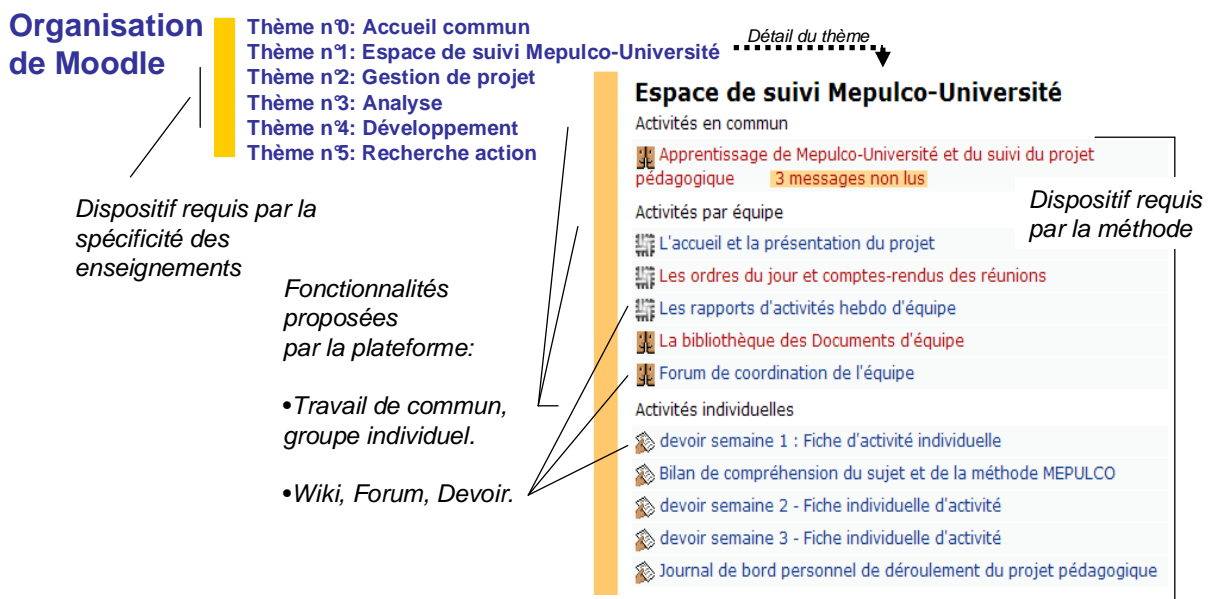 Organisation
de Moodle
Thème n°0: Accueil commun
Thème n°1: Espace de suivi Mepulco-Université
Thème n°2: Gestion de projet
Thème n°3: Analyse
Thème n°4: Développement
Thème n°5: Recherche action
Détail du thème
Dispositif requis par la
spécificité des
enseignements
Fonctionnalités
proposées
par la plateforme:
•Travail de commun,
groupe individuel.
•Wiki, Forum, Devoir.
Espace de suivi Mepulco-Université
Activités en commun
Apprentissage de Mepulco-Université et du suivi du projet
pédagogique 3 messages non lus
Dispositif requis
par la méthode
Activités par équipe
L'accueil et la présentation du projet
Les ordres du jour et comptes-rendus des réunions
Les rapports d'activités hebdo d'équipe
La bibliothèque des Documents d'équipe
Forum de coordination de l'équipe
Activités individuelles
devoir semaine 1 : Fiche d'activité individuelle
Bilan de compréhension du sujet et de la méthode MEPULCO
devoir semaine 2 - Fiche individuelle d'activité
devoir semaine 3 - Fiche individuelle d'activité
Journal de bord personnel de déroulement du projet pédagogique